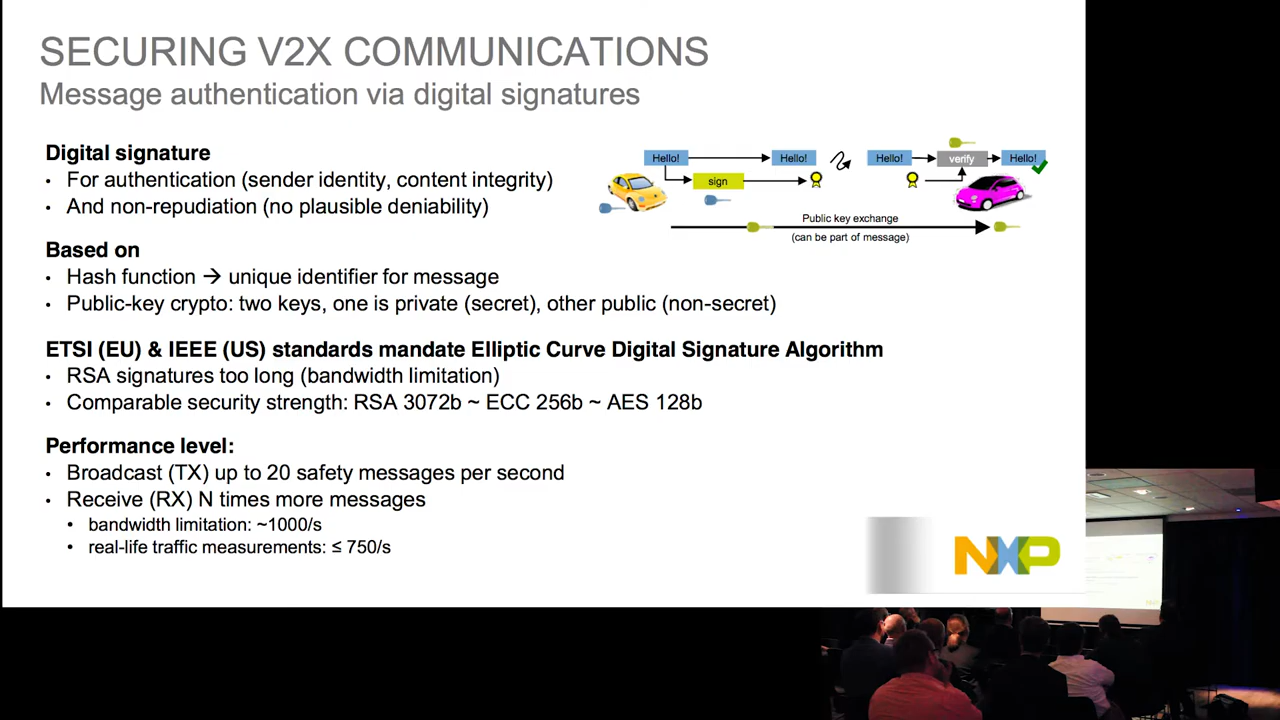 SECURING V2X COMMUNICATIONS
Message authentication via digital signatures
Digital signature
· For authentication (sender identity, content integrity)
· And non-repudiation (no plausible deniability)
Based on
· Hash function → unique identifier for message
· Public-key crypto: two keys, one is private (secret), other public (non-secret)
ETSI (EU) & IEEE (US) standards mandate Elliptic Curve Digital Signature Algorithm
· RSA signatures too long (bandwidth limitation)
· Comparable security strength: RSA 3072b ~ ECC 256b ~ AES 128b
Performance level:
· Broadcast (TX) up to 20 safety messages per second
· Receive (RX) N times more messages
• bandwidth limitation: ~1000/s
• real-life traffic measurements: ≤ 750/s
Hello! Hello! Hello! verify Hello!
sign
Public key exchange
(can be part of message)
NXP
NXP